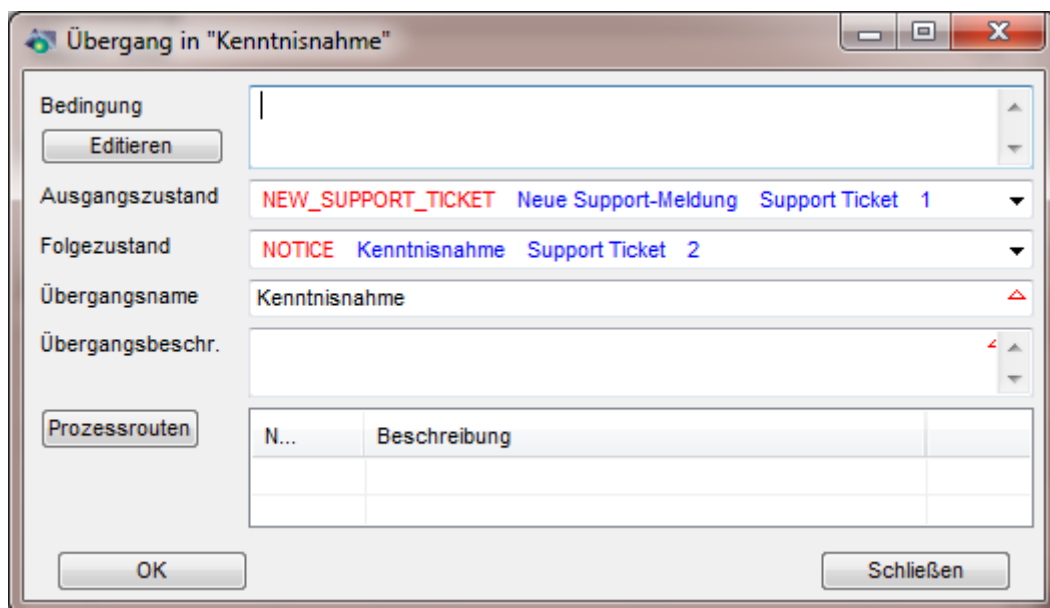 Übergang in "Kenntnisnahme"
Bedingung
Editieren
Ausgangszustand NEW_SUPPORT_TICKET Neue Support-Meldung Support Ticket 1
Folgezustand NOTICE Kenntnisnahme Support Ticket 2
Übergangsname Kenntnisnahme
Übergangsbeschr.
Prozessrouten N... Beschreibung
OK Schließen